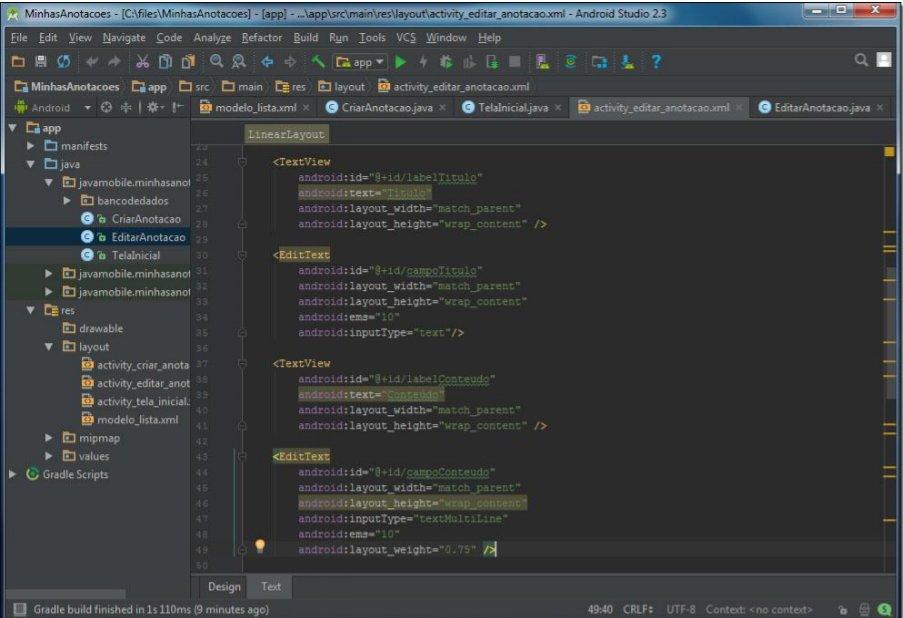 MinhasAnotacoes - [C:\files\MinhasAnotacoes] - [app] - ...\app\src\main\res\layout\activity_editar_anotacao.xml - Android Studio 2.3
File Edit View Navigate Code Analyze Refactor Build Run Tools VCS Window Help
app
MinhasAnotacoes app src main res layout activity_editar_anotacao.xml
Android modelo_lista.xml CriarAnotacao.java TelaInicial.java activity_editar_anotacao.xml EditarAnotacao.java
app
manifests
java
javamobile.minhasanot
bancodedados
CriarAnotacao
EditarAnotacao
TelaInicial
javamobile.minhasanot
javamobile.minhasanot
res
drawable
layout
activity_criar_anota
activity_editar_anot
activity_tela_inicial.
modelo_lista.xml
mipmap
values
Gradle Scripts
LinearLayout
23
24 <TextView
25 android:id="@+id/labelTitulo"
26 android:text="Título"
27 android:layout_width="match_parent"
28 android:layout_height="wrap_content" />
29
30 <EditText
31 android:id="@+id/campoTitulo"
32 android:layout_width="match_parent"
33 android:layout_height="wrap_content"
34 android:ems="10"
35 android:inputType="text"/>
36
37 <TextView
38 android:id="@+id/labelConteudo"
39 android:text="Conteúdo"
40 android:layout_width="match_parent"
41 android:layout_height="wrap_content" />
42
43 <EditText
44 android:id="@+id/campoConteudo"
45 android:layout_width="match_parent"
46 android:layout_height="wrap_content"
47 android:inputType="textMultiLine"
48 android:ems="10"
49 android:layout_weight="0.75" />
50
Design Text
Gradle build finished in 1s 110ms (9 minutes ago) 49:40 CRLF UTF-8 Context: <no context>